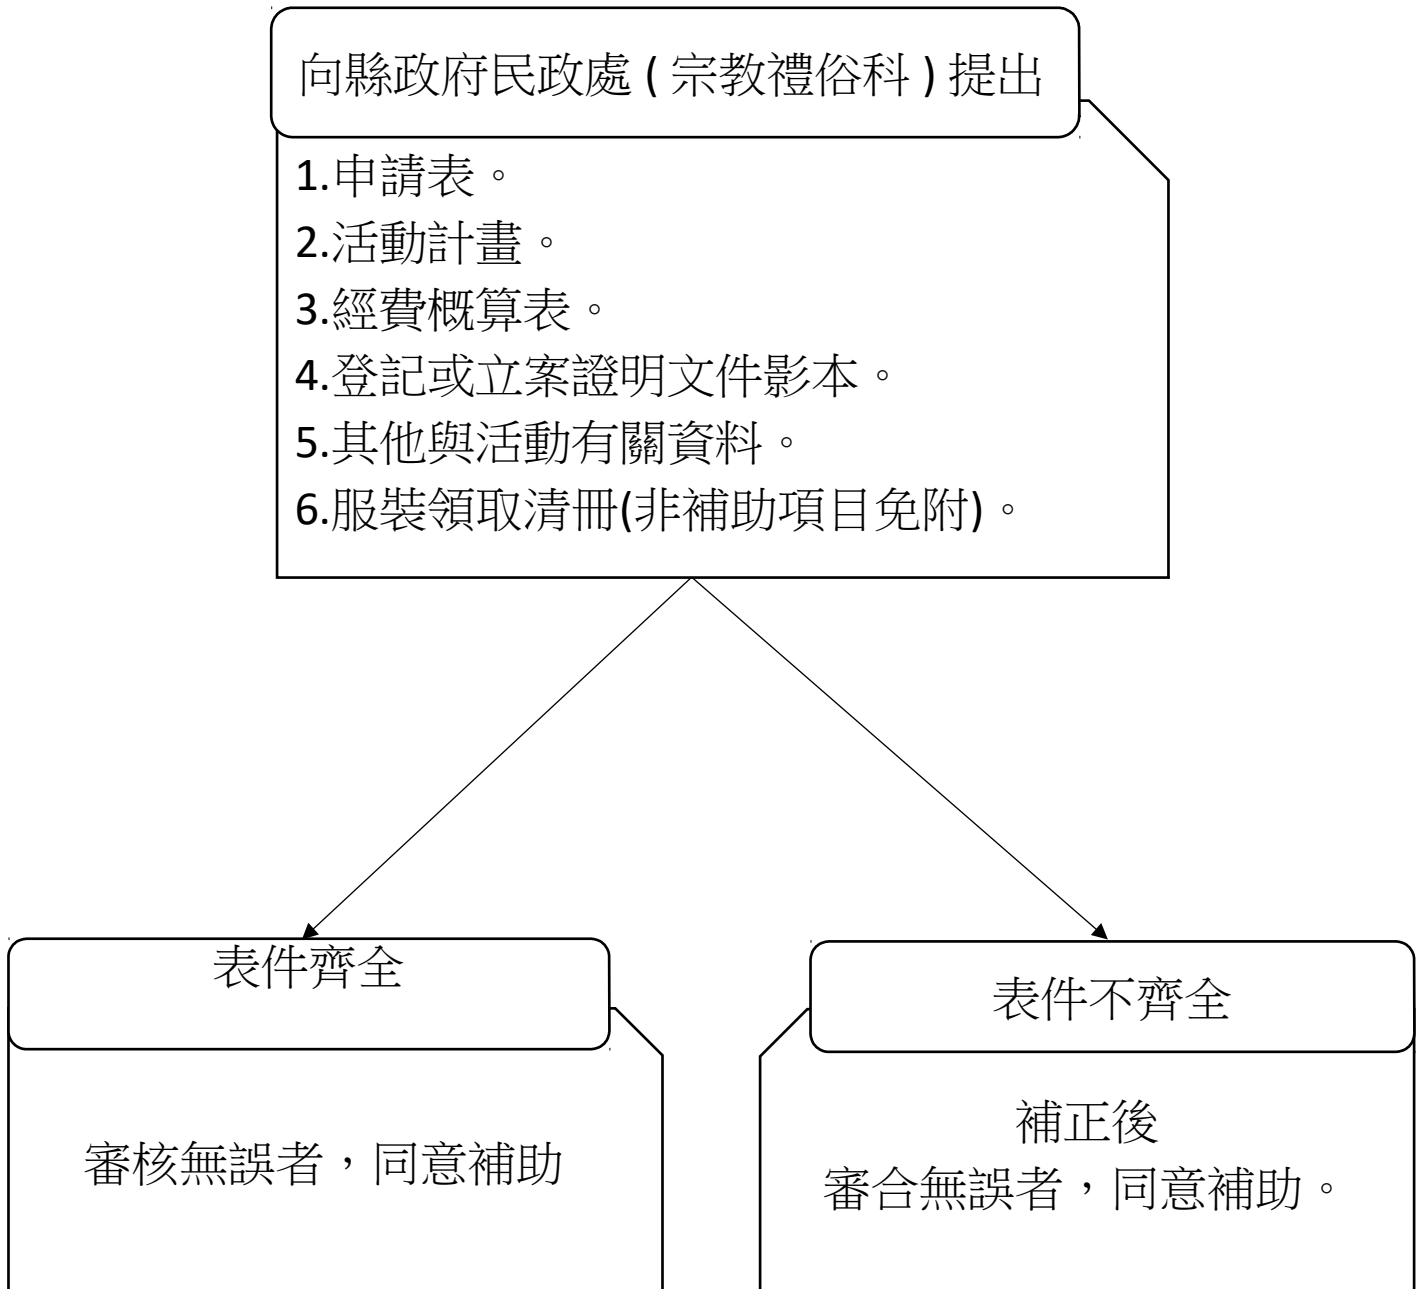 向縣政府民政處 ( 宗教禮俗科 ) 提出
1.申請表。
2.活動計畫。
3.經費概算表。
4.登記或立案證明文件影本。
5.其他與活動有關資料。
6.服裝領取清冊(非補助項目免附)。
表件齊全
審核無誤者，同意補助
表件不齊全
補正後
審合無誤者，同意補助。